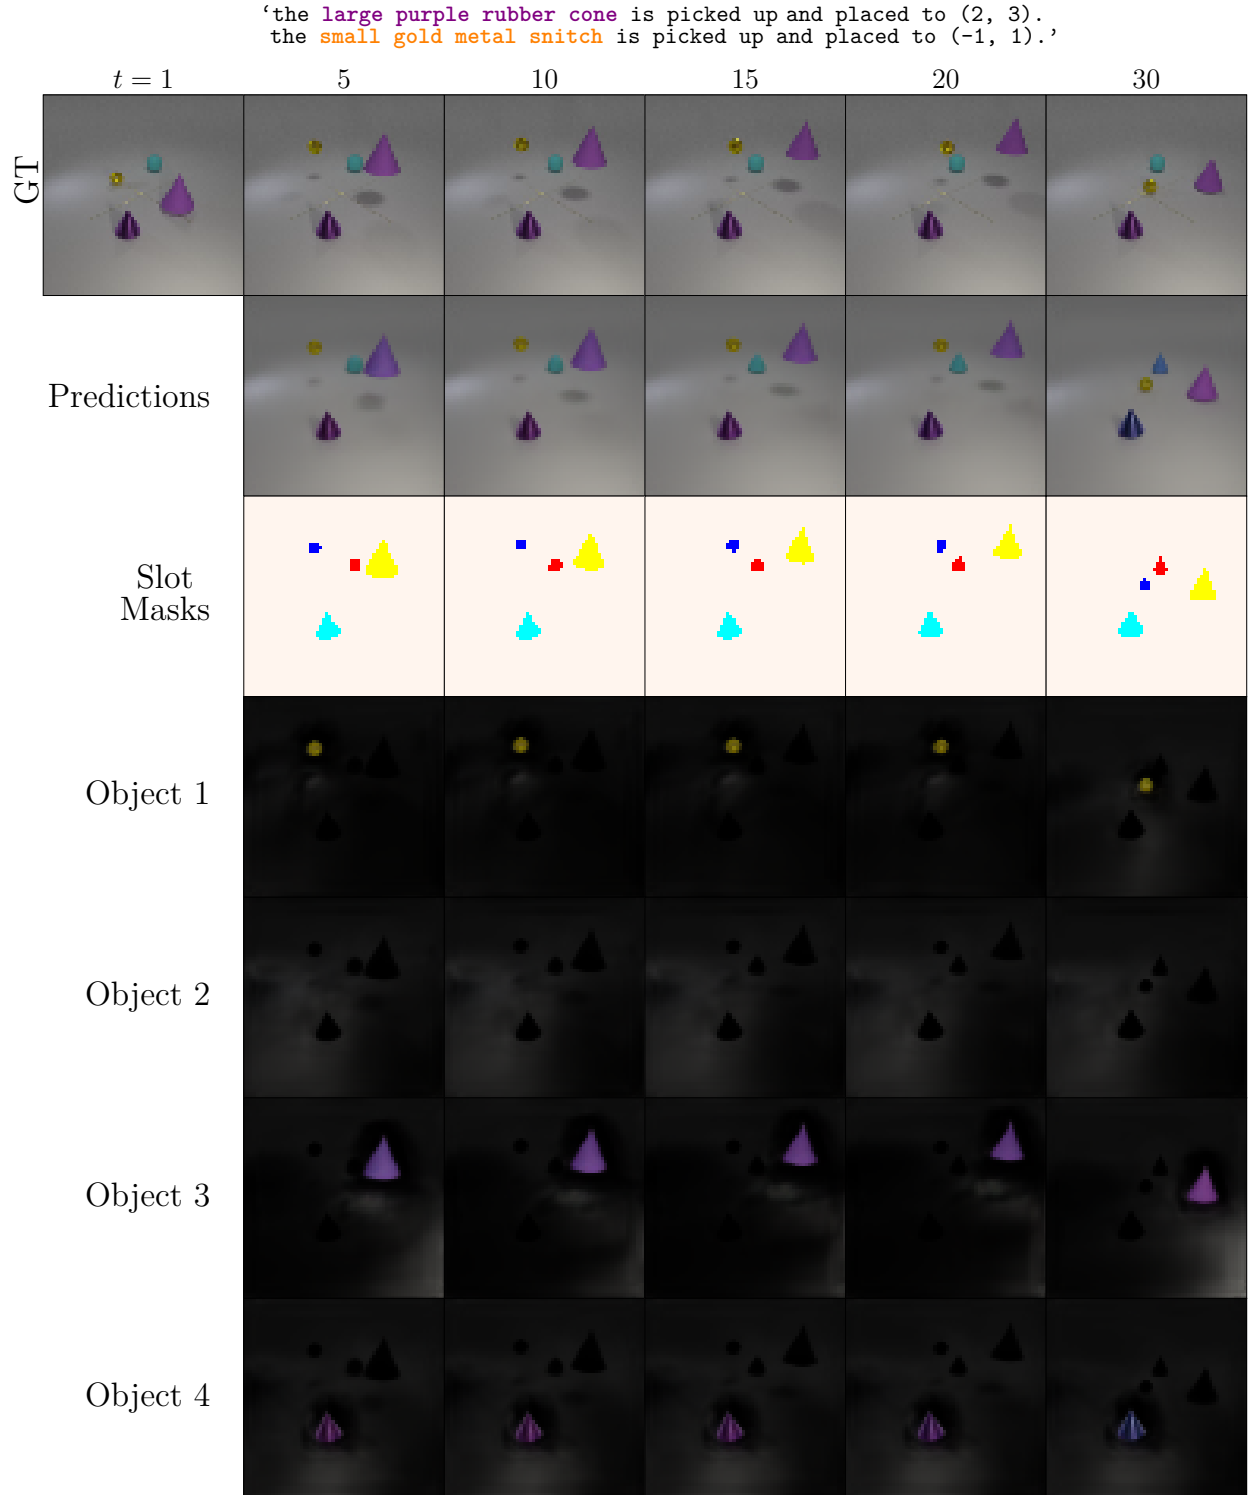 ‘the large purple rubber cone is picked up and placed to (2, 3).
the small gold metal snitch is picked up and placed to (-1, 1).’
t = 1 5 10 15 20 30
GT
Predictions
Slot
Masks
Object 1
Object 2
Object 3
Object 4